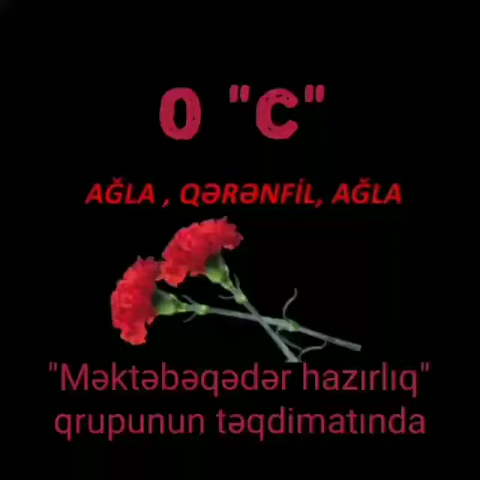 0 "C"
AĞLA , QƏRƏNFİL, AĞLA
"Məktəbəqədər hazırlıq"
qrupunun təqdimatında